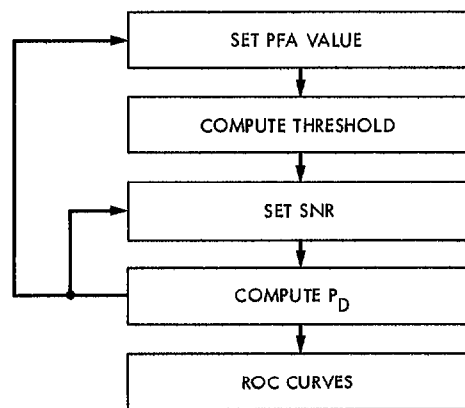 SET PFA VALUE
COMPUTE THRESHOLD
SET SNR
COMPUTE P_D
ROC CURVES